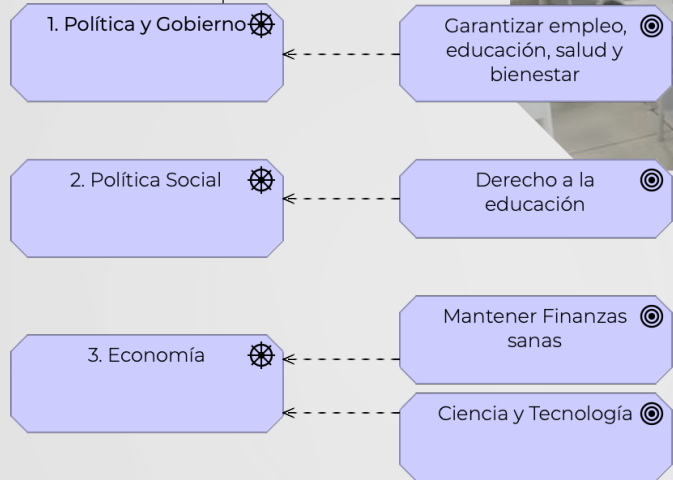 1. Política y Gobierno
Garantizar empleo,
educación, salud y
bienestar
2. Política Social
Derecho a la
educación
3. Economía
Mantener Finanzas
sanas
Ciencia y Tecnología